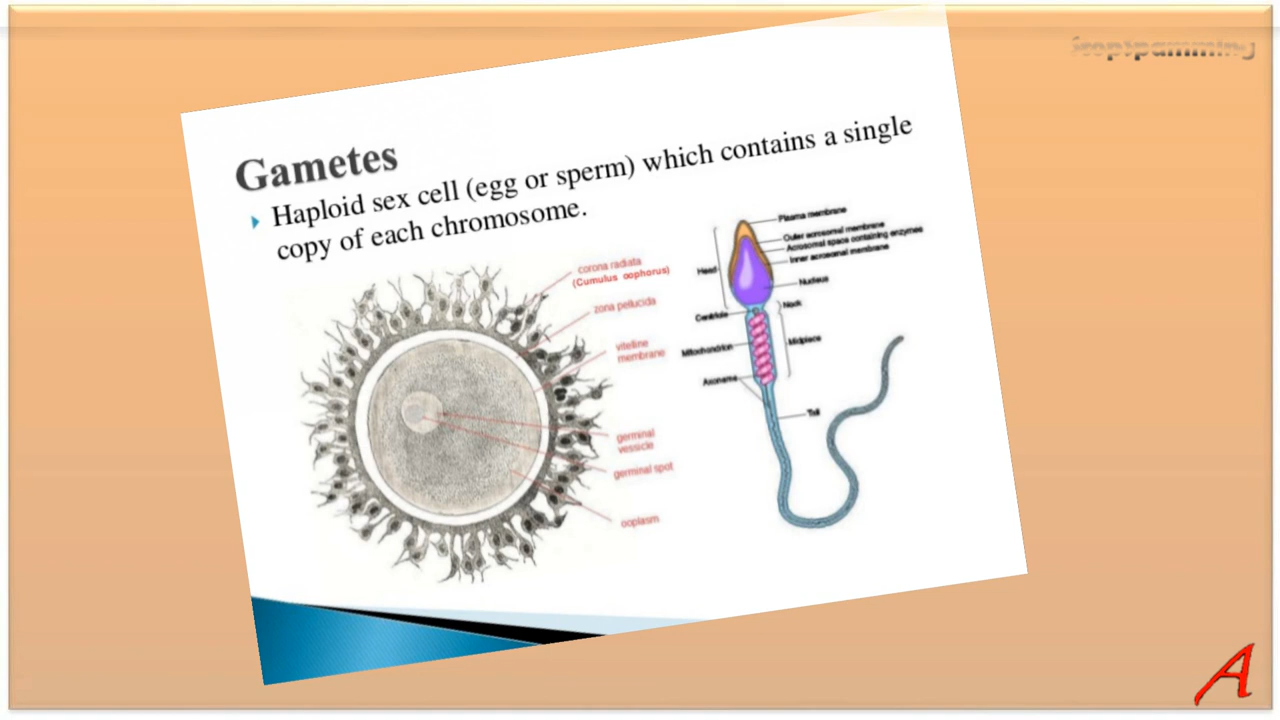 Gametes
Haploid sex cell (egg or sperm) which contains a single
copy of each chromosome.
corona radiata
(Cumulus oophorus)
zona pellucida
vitelline
membrane
germinal
vessicle
germinal spot
ooplasm
Plasma membrane
Outer acrosomal membrane
Acrosomal space containing enzymes
Inner acrosomal membrane
Head
Nucleus
Neck
Centriole
Mitochondrion
Midpiece
Axoneme
Tail
A